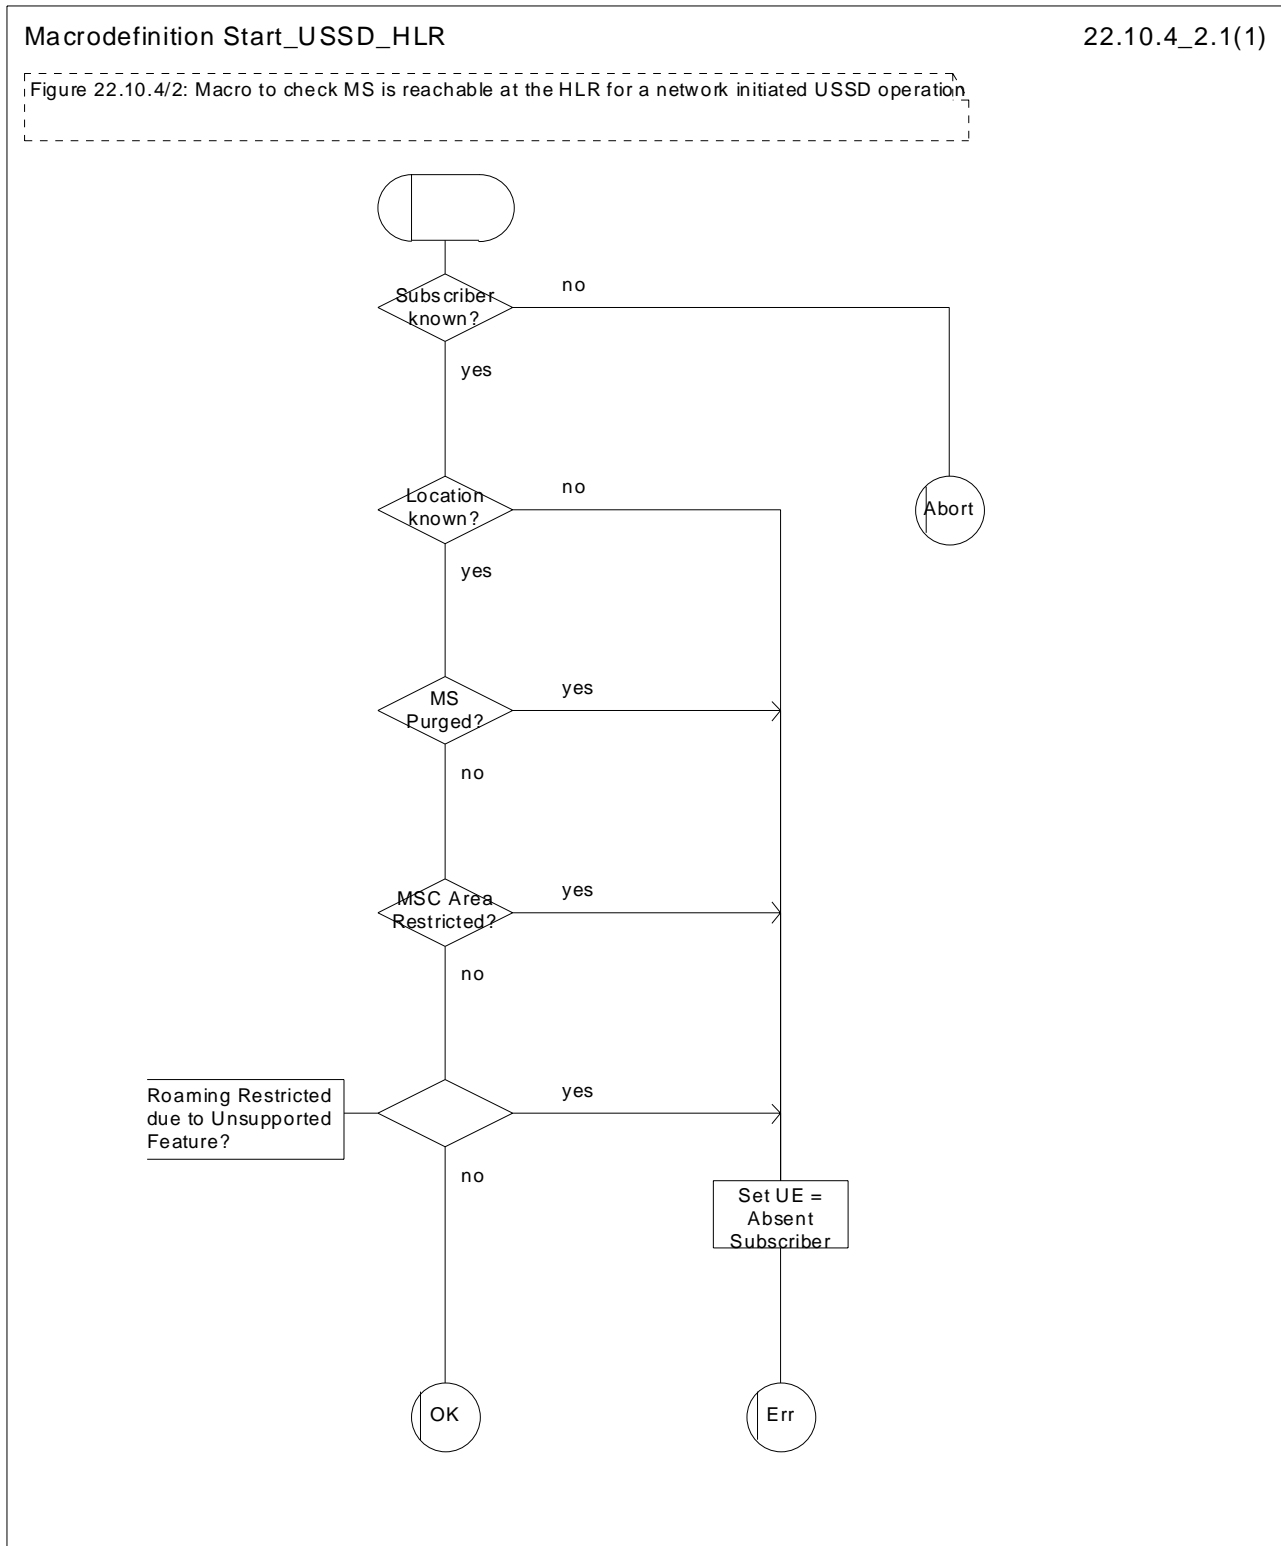 Macrodefinition Start_USSD_HLR
22.10.4_2.1(1)
Figure 22.10.4/2: Macro to check MS is reachable at the HLR for a network initiated USSD operation
Subscriber
known?
no
yes
Location
known?
no
Abort
yes
MS
Purged?
yes
no
MSC Area
Restricted?
yes
no
Roaming Restricted
due to Unsupported
Feature?
yes
no
Set UE =
Absent
Subscriber
OK
Err